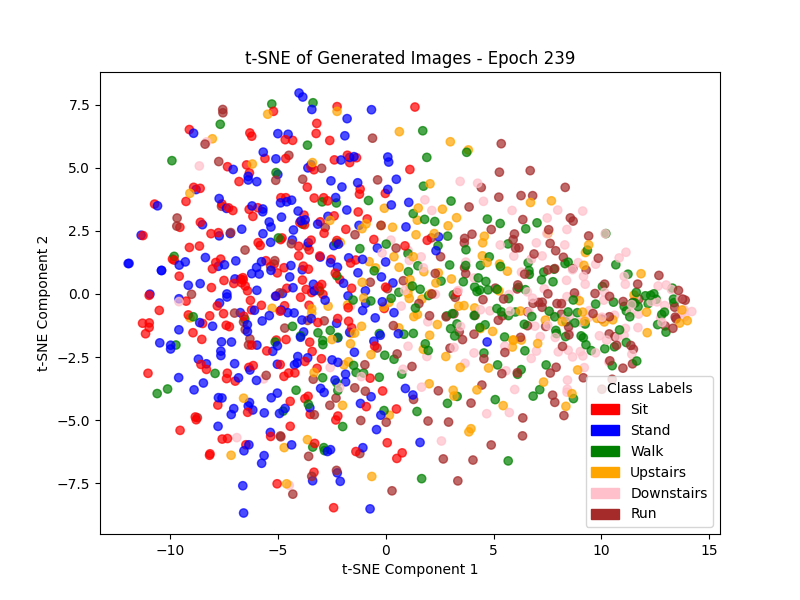 t-SNE of Generated Images - Epoch 239
t-SNE Component 2
7.5
5.0
2.5
0.0
−2.5
−5.0
−7.5
Class Labels
Sit
Stand
Walk
Upstairs
Downstairs
Run
−10
−5
0
5
10
15
t-SNE Component 1